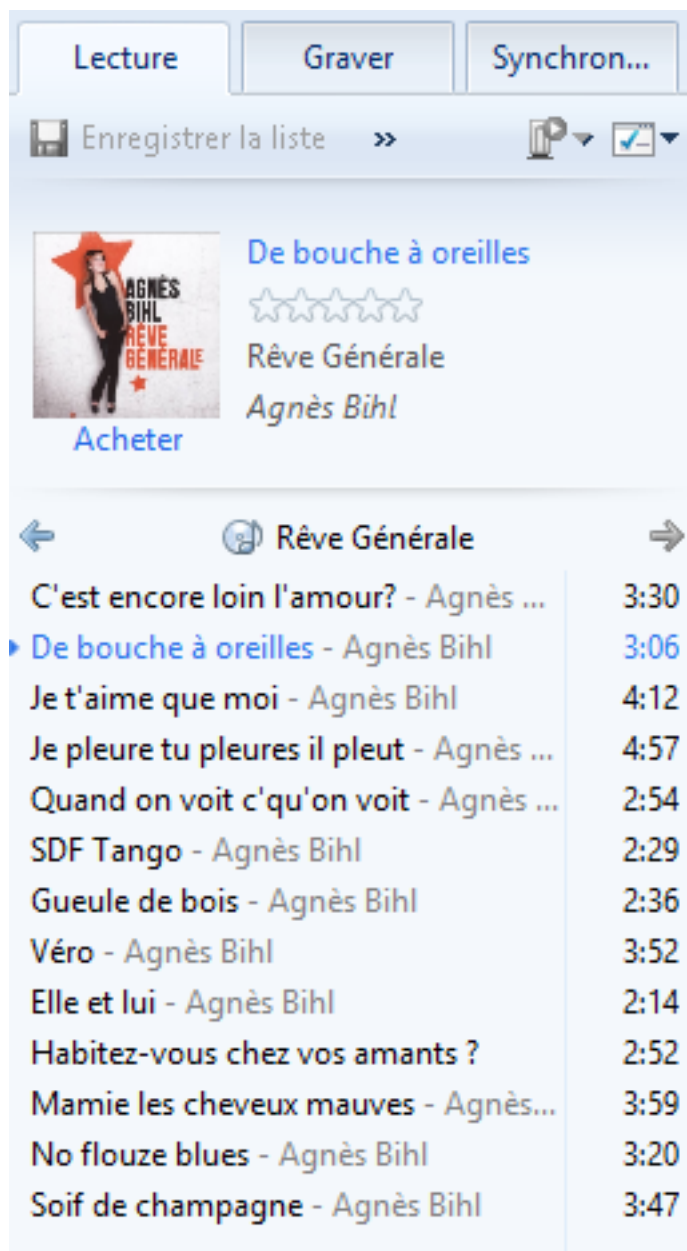 Lecture Graver Synchron...
Enregistrer la liste »
De bouche à oreilles
AGNÈS
BIHL
RÊVE
GÉNÉRALE
Rêve Générale
Agnès Bihl
Acheter
Rêve Générale
C'est encore loin l'amour? - Agnès ... 3:30
De bouche à oreilles - Agnès Bihl 3:06
Je t'aime que moi - Agnès Bihl 4:12
Je pleure tu pleures il pleut - Agnès ... 4:57
Quand on voit c'qu'on voit - Agnès ... 2:54
SDF Tango - Agnès Bihl 2:29
Gueule de bois - Agnès Bihl 2:36
Véro - Agnès Bihl 3:52
Elle et lui - Agnès Bihl 2:14
Habitez-vous chez vos amants ? 2:52
Mamie les cheveux mauves - Agnès... 3:59
No flouze blues - Agnès Bihl 3:20
Soif de champagne - Agnès Bihl 3:47